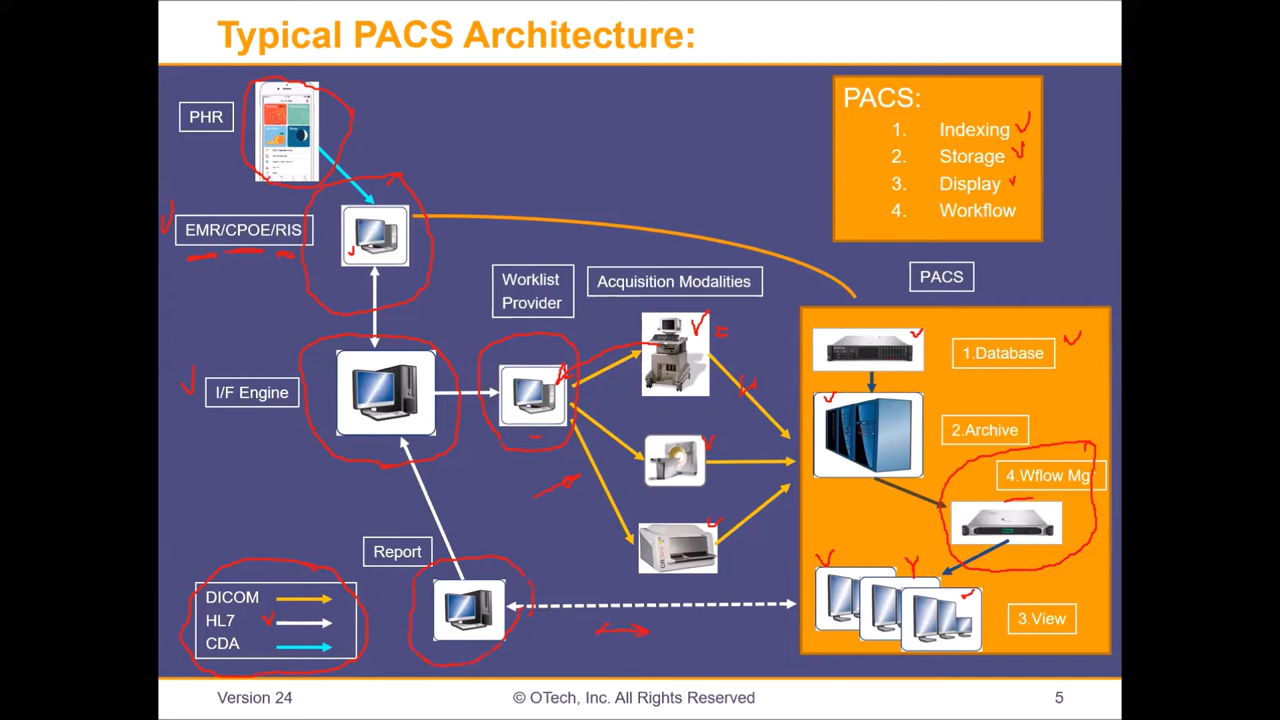 Typical PACS Architecture:
PHR
PACS:
1. Indexing
2. Storage
3. Display
4. Workflow
EMR/CPOE/RIS
Worklist
Provider
Acquisition Modalities
PACS
1.Database
I/F Engine
2.Archive
4.Wflow Mgr
Report
DICOM
HL7
CDA
3.View
Version 24
© OTech, Inc. All Rights Reserved
5